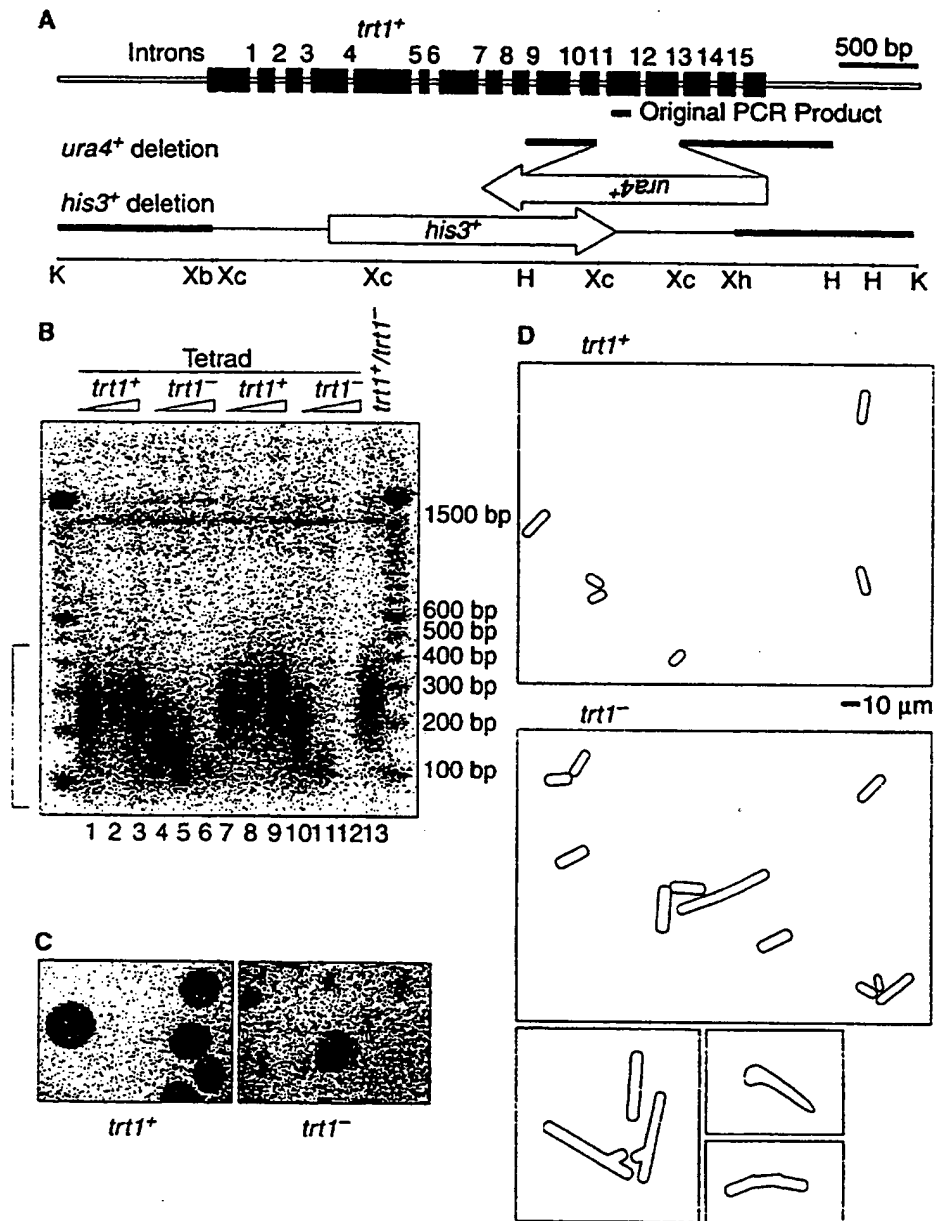 A
trt1+
Introns 1 2 3 4 5 6 7 8 9 10 11 12 13 14 15
500 bp
Original PCR Product
ura4+ deletion
ura4+
his3+ deletion
his3+
K Xb Xc Xc H Xc Xc Xh H H K
B
Tetrad
trt1+ trt1− trt1+ trt1− trt1+/trt1−
1500 bp
600 bp
500 bp
400 bp
300 bp
200 bp
100 bp
1 2 3 4 5 6 7 8 9 10 11 12 13
C
trt1+ trt1−
D
trt1+
10 µm
trt1−